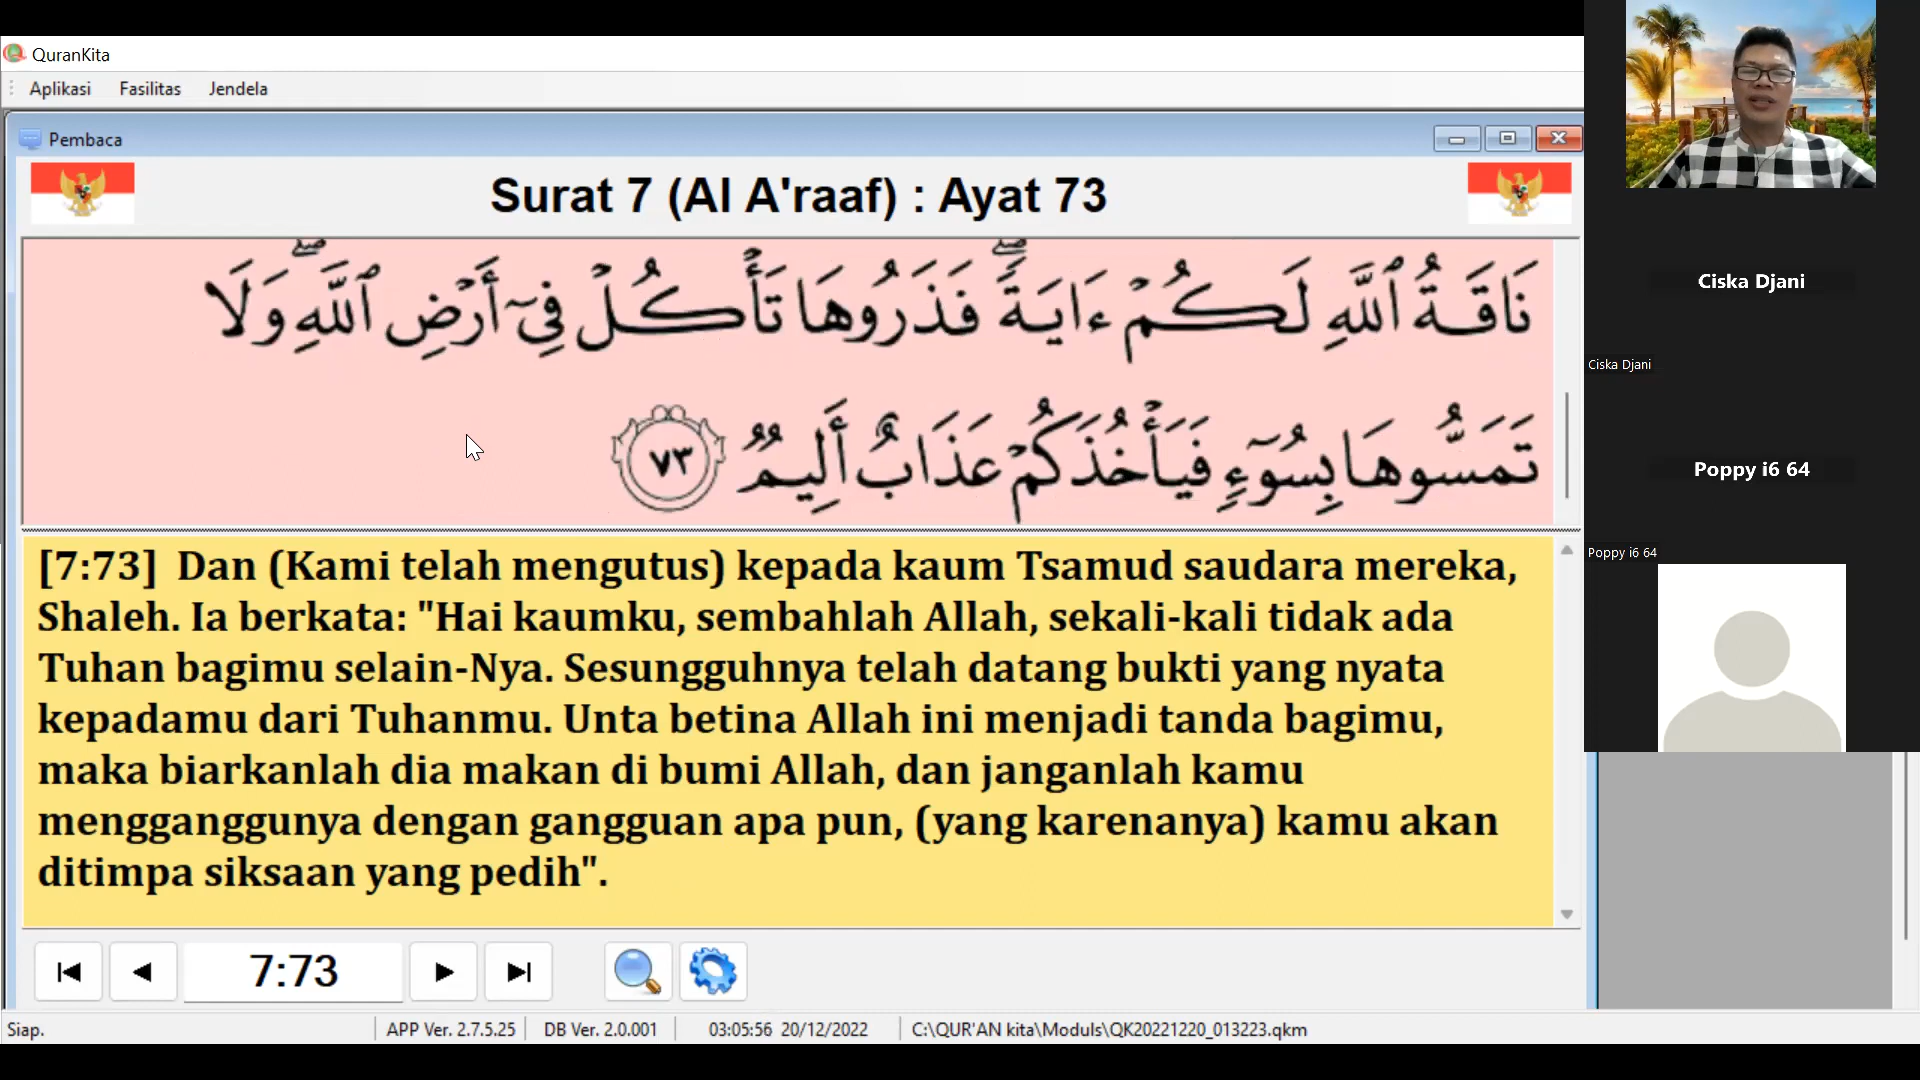 QuranKita
Aplikasi Fasilitas Jendela
Pembaca
Surat 7 (Al A'raaf) : Ayat 73
نَاقَةُ ٱللَّهِ لَكُمْ ءَايَةً ۖ فَذَرُوهَا تَأْكُلْ فِىٓ أَرْضِ ٱللَّهِ ۖ وَلَا
تَمَسُّوهَا بِسُوٓءٍ فَيَأْخُذَكُمْ عَذَابٌ أَلِيمٌ ٧٣
[7:73] Dan (Kami telah mengutus) kepada kaum Tsamud saudara mereka,
Shaleh. Ia berkata: "Hai kaumku, sembahlah Allah, sekali-kali tidak ada
Tuhan bagimu selain-Nya. Sesungguhnya telah datang bukti yang nyata
kepadamu dari Tuhanmu. Unta betina Allah ini menjadi tanda bagimu,
maka biarkanlah dia makan di bumi Allah, dan janganlah kamu
mengganggunya dengan gangguan apa pun, (yang karenanya) kamu akan
ditimpa siksaan yang pedih".
7:73
Siap. APP Ver. 2.7.5.25 DB Ver. 2.0.001 03:05:56 20/12/2022 C:\QUR'AN kita\Moduls\QK20221220_013223.qkm
Ciska Djani
Ciska Djani
Poppy i6 64
Poppy i6 64